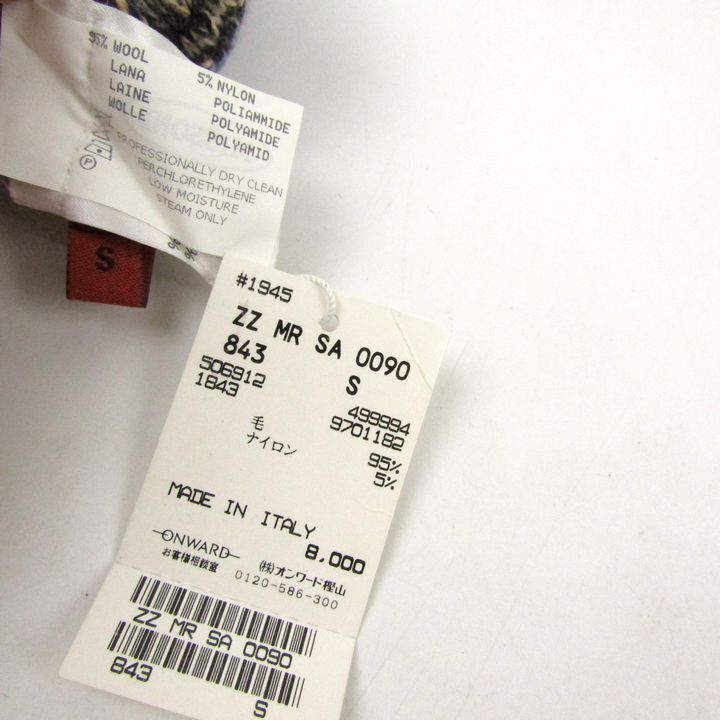 95% WOOL
LANA
LAINE
WOLLE
5% NYLON
POLIAMMIDE
POLYAMIDE
POLYAMID
PROFESSIONALLY DRY CLEAN
PERCHLORETHYLENE
LOW MOISTURE
STEAM ONLY
S
#1945
ZZ MR SA 0090
843 S
506912 499994
1843 9701182
毛 95%
ナイロン 5%
MADE IN ITALY
8,000
ONWARD
お客様相談室 (株)オンワード樫山
0120-586-300
ZZ MR SA 0090
843 S